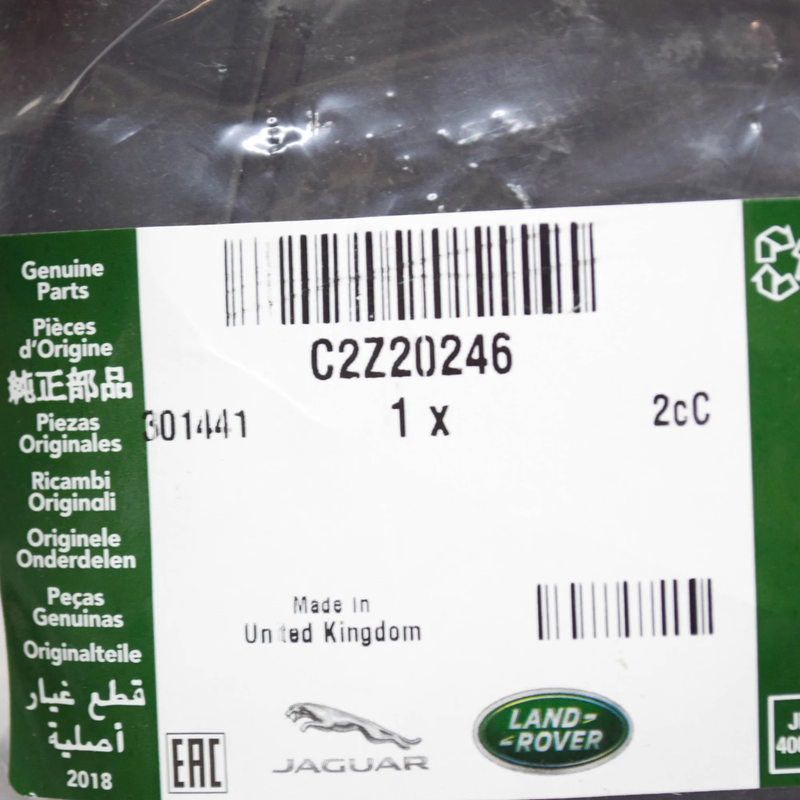 Genuine
Parts
Pièces
d'Origine
純正部品
Piezas
Originales
Ricambi
Originali
Originele
Onderdelen
Peças
Genuinas
Originalteile
قطع غيار
أصلية
2018
C2Z20246
301441
1 x
2cC
Made in
United Kingdom
EAC
JAGUAR
LAND-
-ROVER